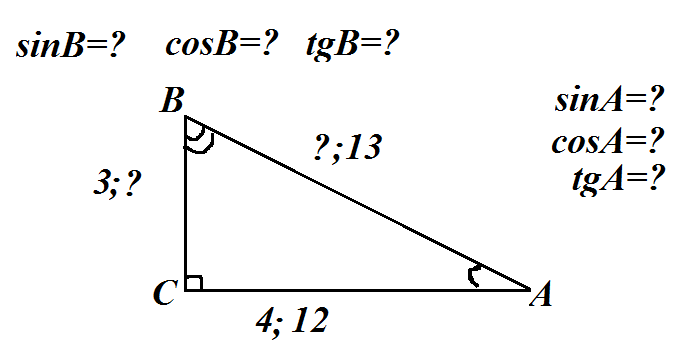 sinB=? cosB=? tgB=?
B
sinA=?
cosA=?
tgA=?
?;13
3;?
C
A
4; 12